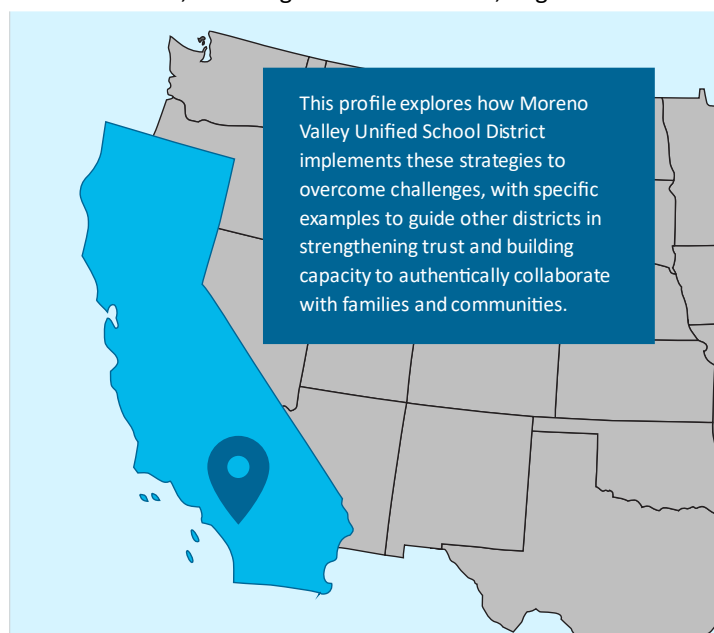 This profile explores how Moreno
Valley Unified School District
implements these strategies to
overcome challenges, with specific
examples to guide other districts in
strengthening trust and building
capacity to authentically collaborate
with families and communities.